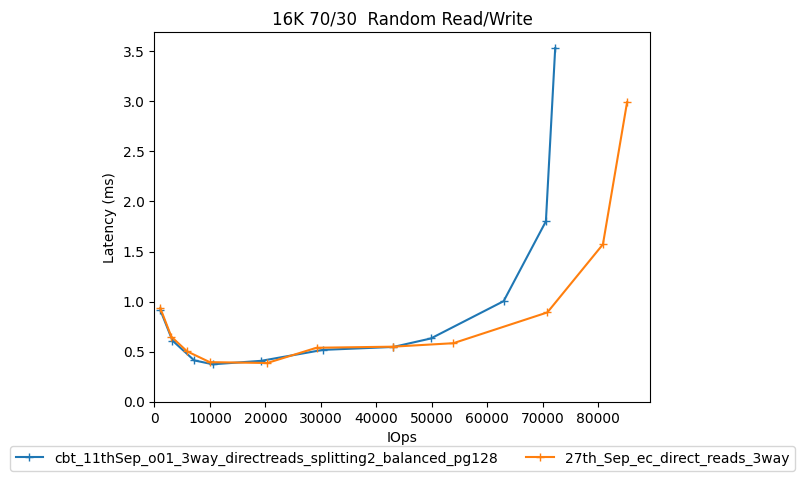 16K 70/30  Random Read/Write
3.5
3.0
2.5
2.0
1.5
1.0
0.5
0.0
Latency (ms)
0 10000 20000 30000 40000 50000 60000 70000 80000
IOps
cbt_11thSep_o01_3way_directreads_splitting2_balanced_pg128 27th_Sep_ec_direct_reads_3way